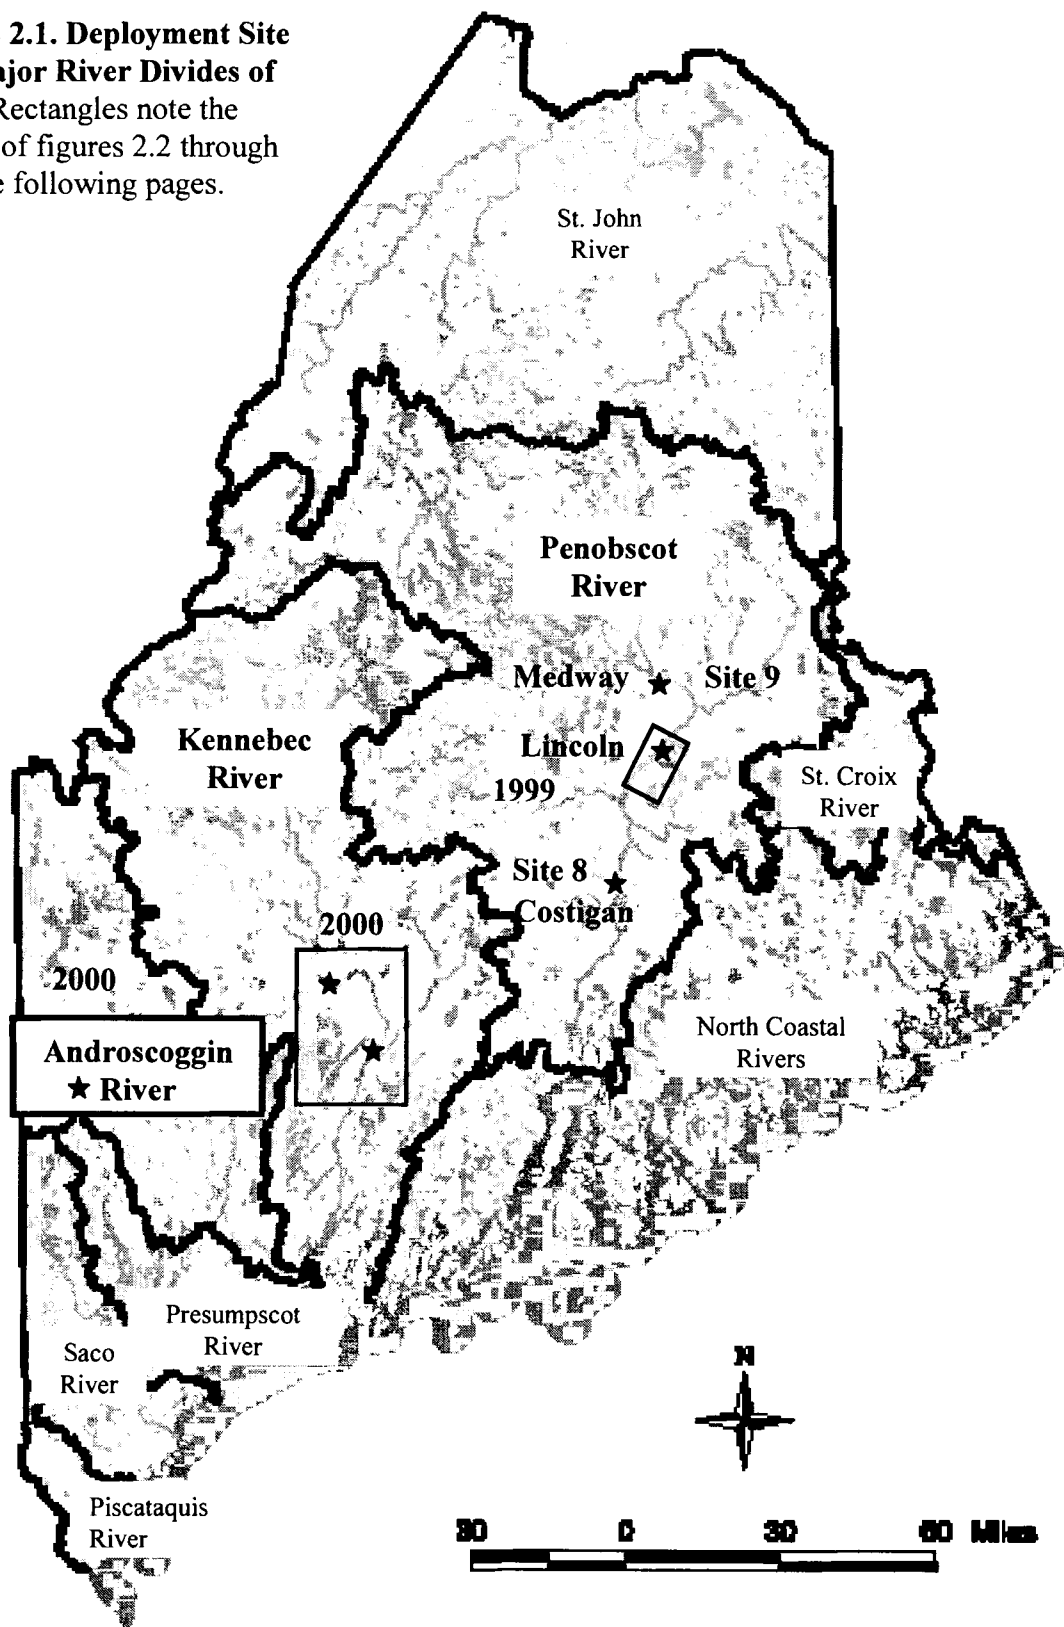 2.1. Deployment Site
jor River Divides of
Rectangles note the
of figures 2.2 through
following pages.
St. John
River
Penobscot
River
Medway
Site 9
Kennebec
River
Lincoln
1999
St. Croix
River
Site 8
Costigan
2000
2000
North Coastal
Rivers
Androscoggin
River
Presumpscot
River
Saco
River
N
Piscataquis
River
30 0 30 60 Miles